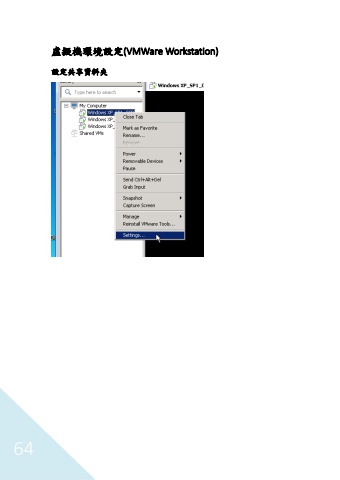 虛擬機環境設定(VMWare Workstation)
設定共享資料夾
Windows XP_SP1_
Type here to search
My Computer
Windows XP_
Close Tab
Windows XP_
Mark as Favorite
Windows XP_
Rename...
Shared VMs
Remove
Power
Removable Devices
Pause
Send Ctrl+Alt+Del
Grab Input
Snapshot
Capture Screen
Manage
Reinstall VMware Tools...
Settings...
64